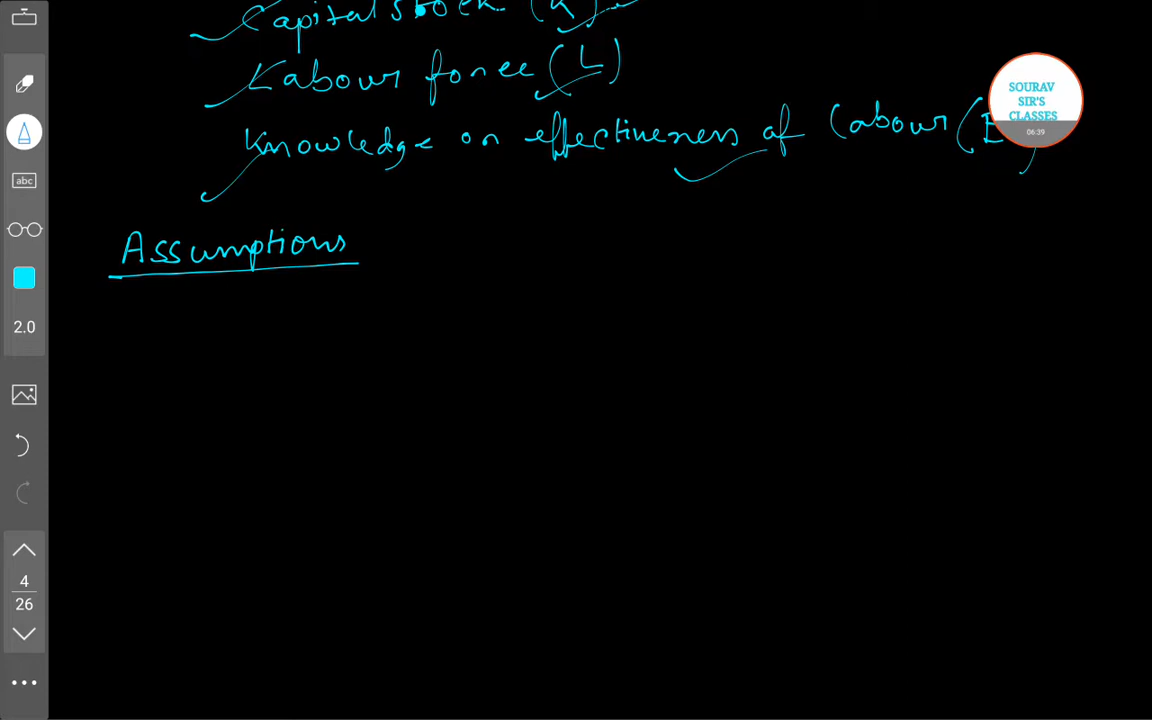 Capital stock (K)
Labour force (L)
Knowledge on effectiveness of Labour (E
SOURAV
SIR'S
CLASSES
06:39
Assumptions
abc
2.0
4
26